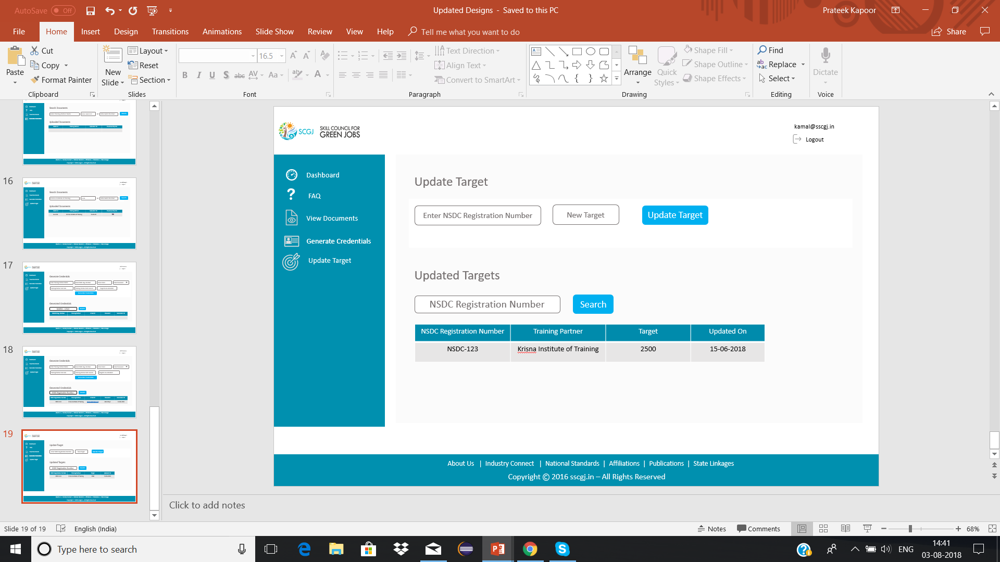 AutoSave Off
Updated Designs - Saved to this PC
Prateek Kapoor
File Home Insert Design Transitions Animations Slide Show Review View Help Tell me what you want to do
Share
Paste
Cut
Copy
Format Painter
Clipboard
New Slide
Layout
Reset
Section
Slides
16.5
B I U S abc AV Aa
A
Font
Text Direction
Align Text
Convert to SmartArt
Paragraph
Arrange
Quick Styles
Shape Fill
Shape Outline
Shape Effects
Drawing
Find
Replace
Select
Editing
Dictate
Voice
16
17
18
19
SCGJ
SKILL COUNCIL FOR
GREEN JOBS
kamal@sscgj.in
Logout
Dashboard
FAQ
View Documents
Generate Credentials
Update Target
Update Target
Enter NSDC Registration Number
New Target
Update Target
Updated Targets
NSDC Registration Number
Search
NSDC Registration Number Training Partner Target Updated On
NSDC-123 Krisna Institute of Training 2500 15-06-2018
About Us | Industry Connect | National Standards | Affiliations | Publications | State Linkages
Copyright © 2016 sscgj.in – All Rights Reserved
Click to add notes
Slide 19 of 19
English (India)
Notes
Comments
68%
Type here to search
ENG
14:41
03-08-2018